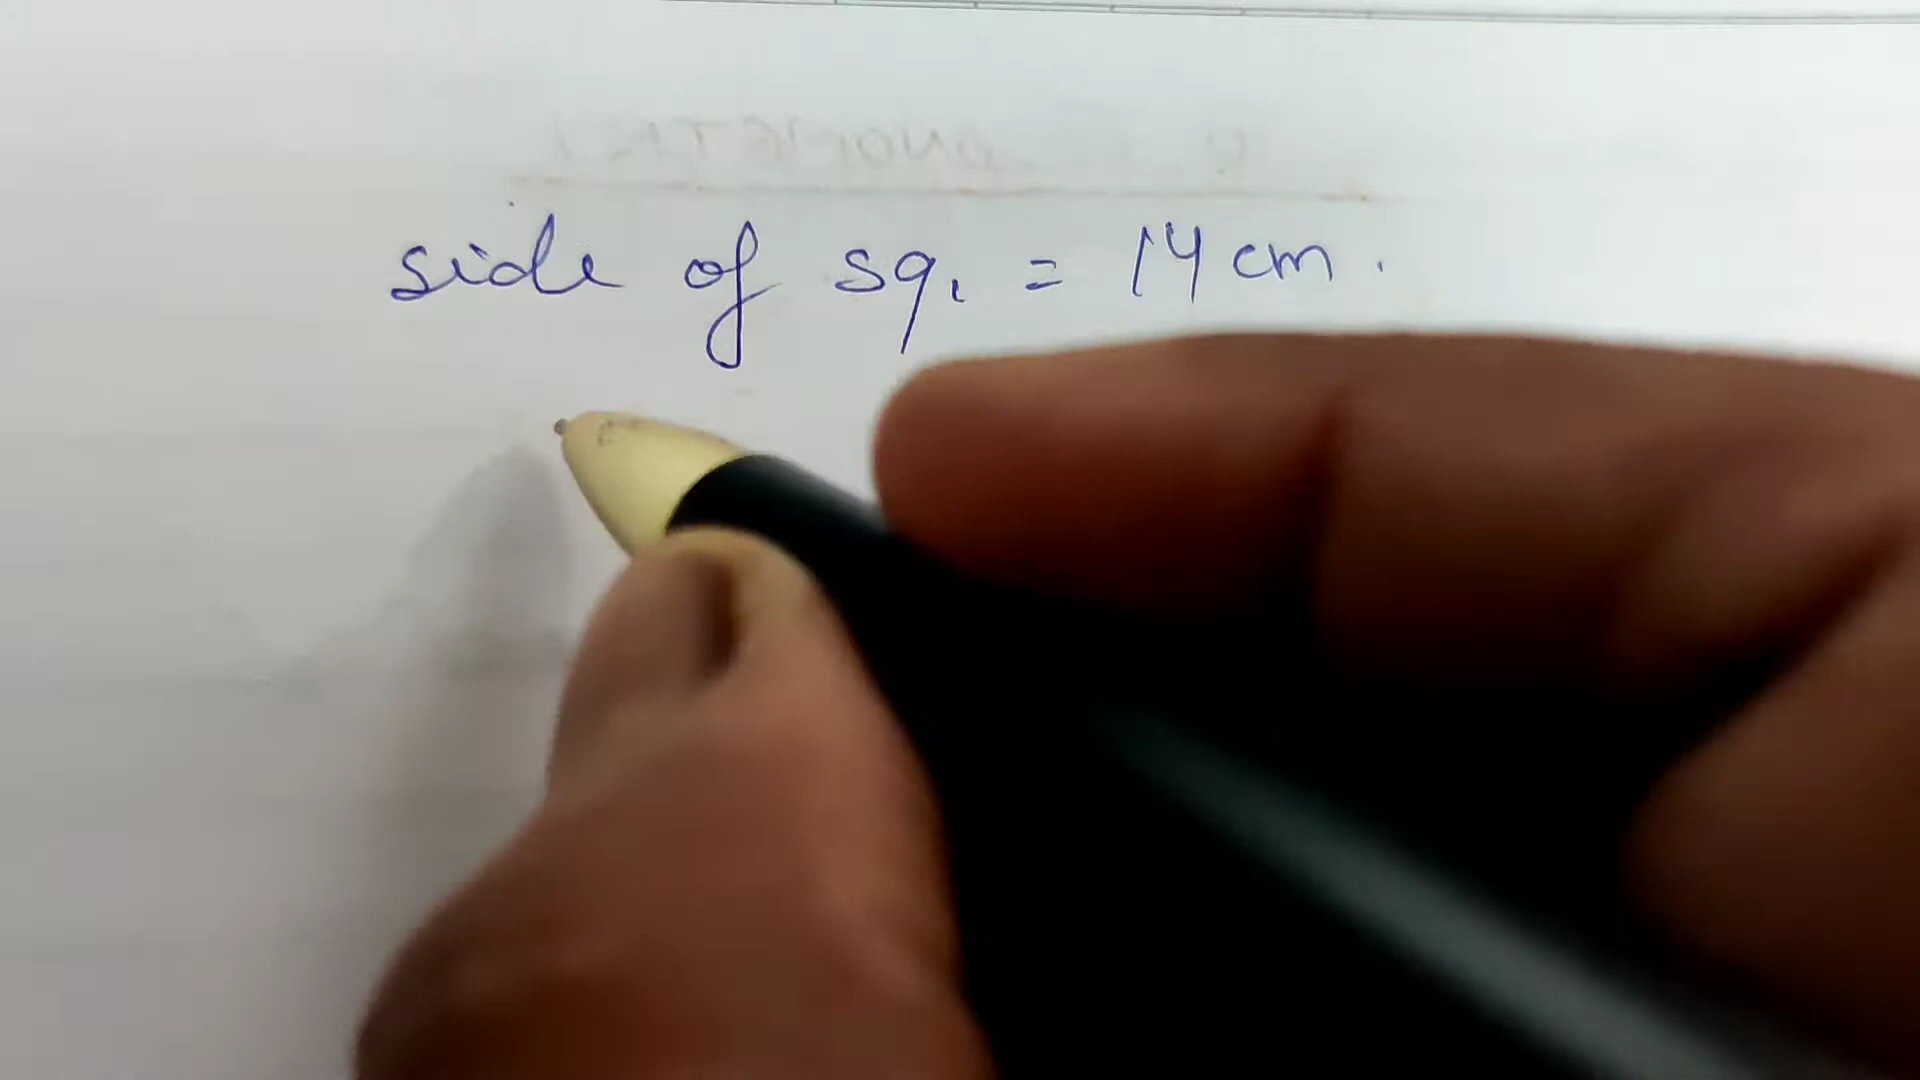 side of sq. = 14 cm.